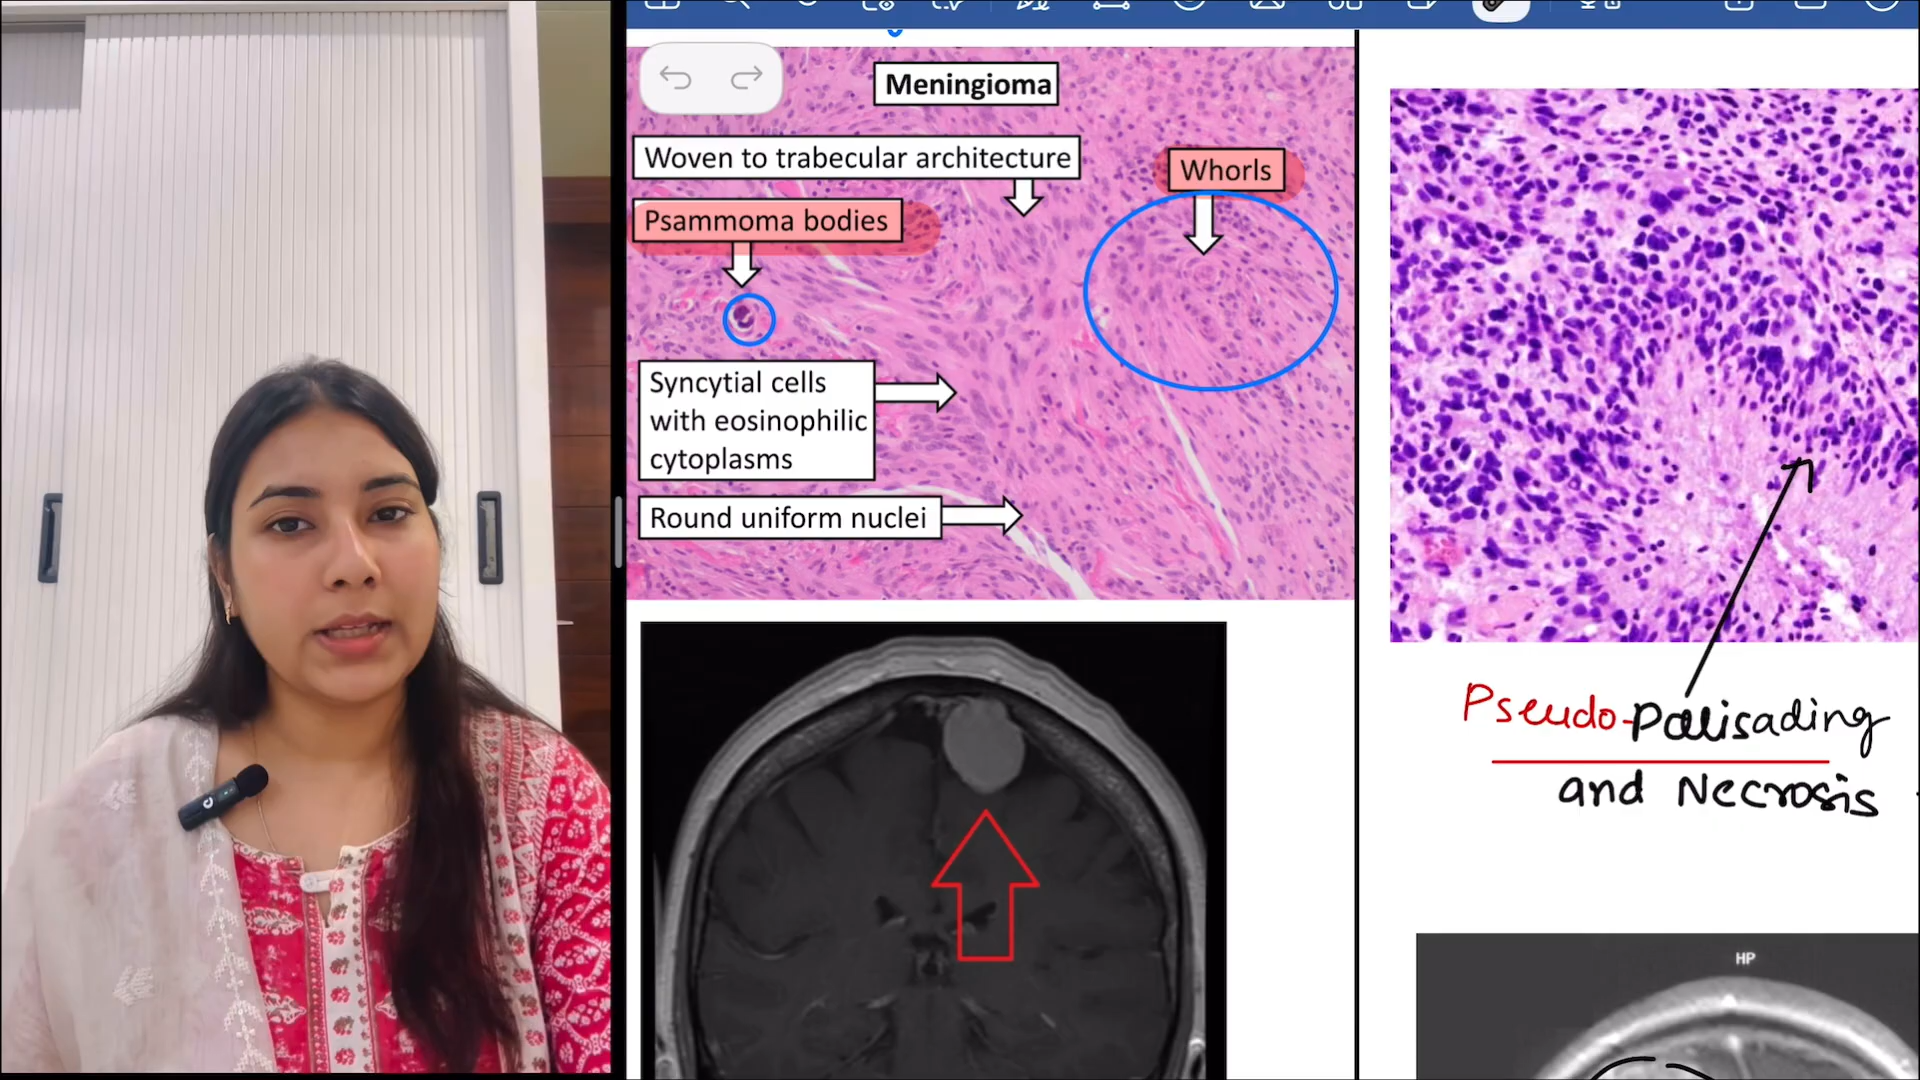 Meningioma
Woven to trabecular architecture
Whorls
Psammoma bodies
Syncytial cells
with eosinophilic
cytoplasms
Round uniform nuclei
Pseudo-Palisading
and Necrosis
HP